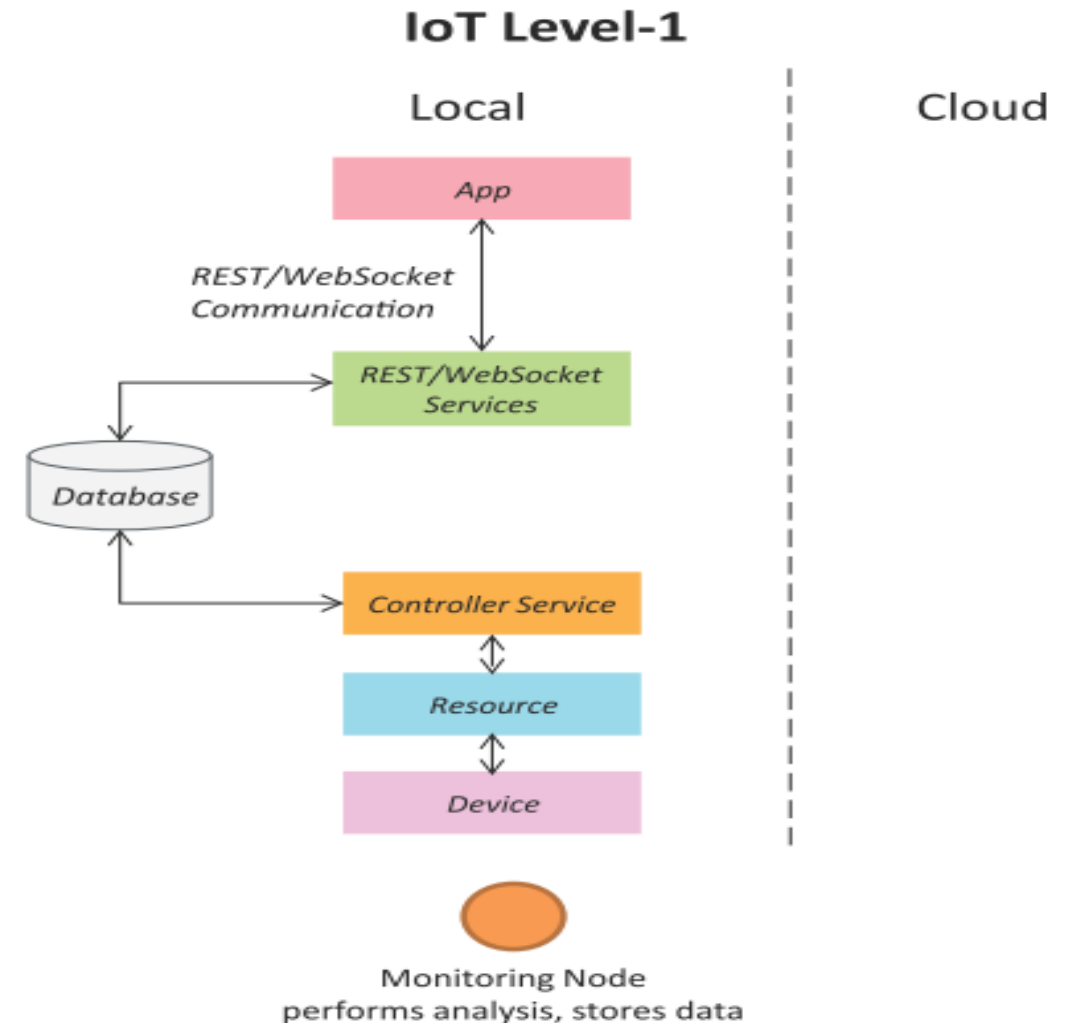 IoT Level-1
Local
Cloud
App
REST/WebSocket
Communication
REST/WebSocket
Services
Database
Controller Service
Resource
Device
Monitoring Node
performs analysis, stores data